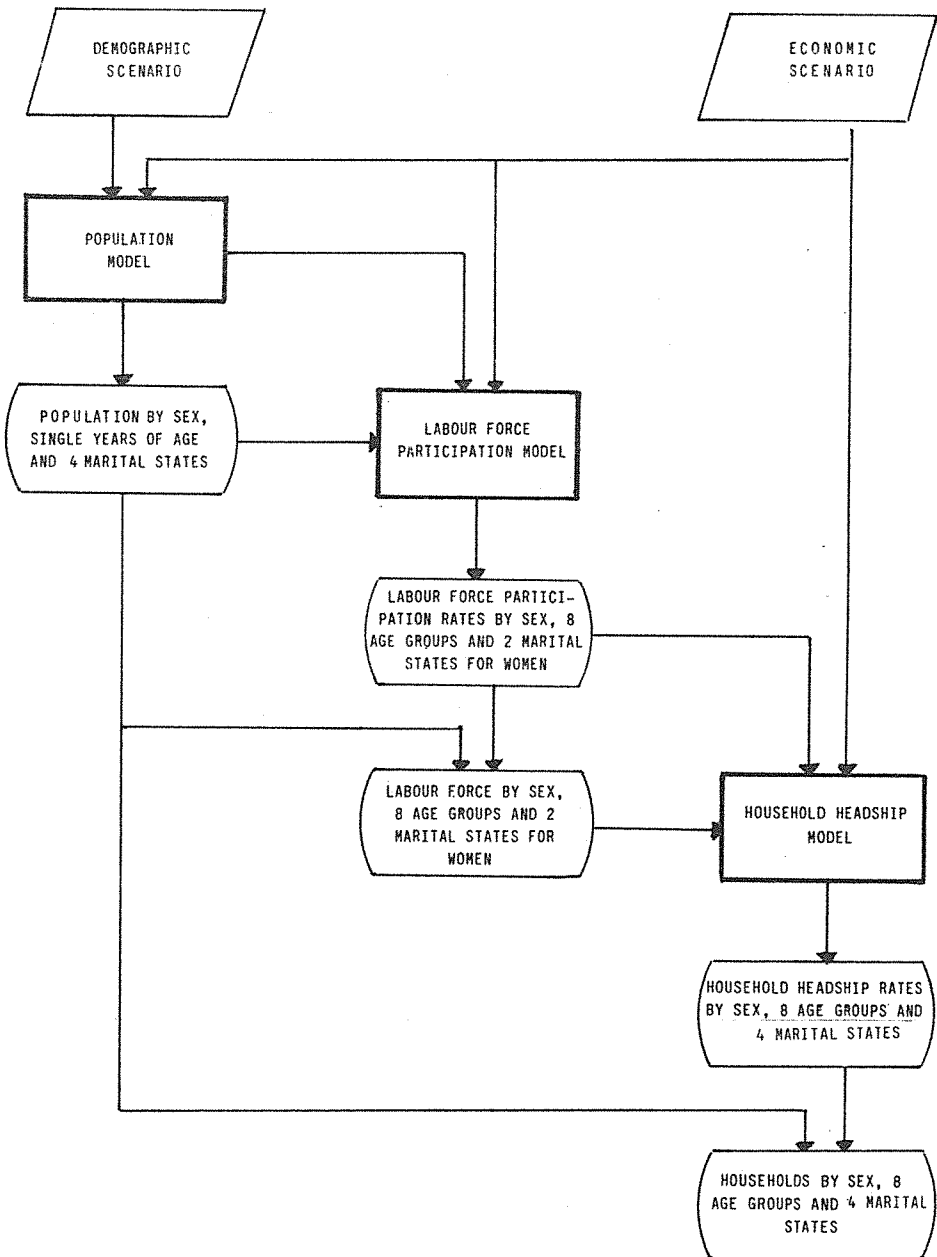 DEMOGRAPHIC
SCENARIO
ECONOMIC
SCENARIO
POPULATION
MODEL
POPULATION BY SEX,
SINGLE YEARS OF AGE
AND 4 MARITAL STATES
LABOUR FORCE
PARTICIPATION MODEL
LABOUR FORCE PARTICI-
PATION RATES BY SEX, 8
AGE GROUPS AND 2 MARITAL
STATES FOR WOMEN
LABOUR FORCE BY SEX,
8 AGE GROUPS AND 2
MARITAL STATES FOR
WOMEN
HOUSEHOLD HEADSHIP
MODEL
HOUSEHOLD HEADSHIP RATES
BY SEX, 8 AGE GROUPS AND
4 MARITAL STATES
HOUSEHOLDS BY SEX, 8
AGE GROUPS AND 4 MARITAL
STATES